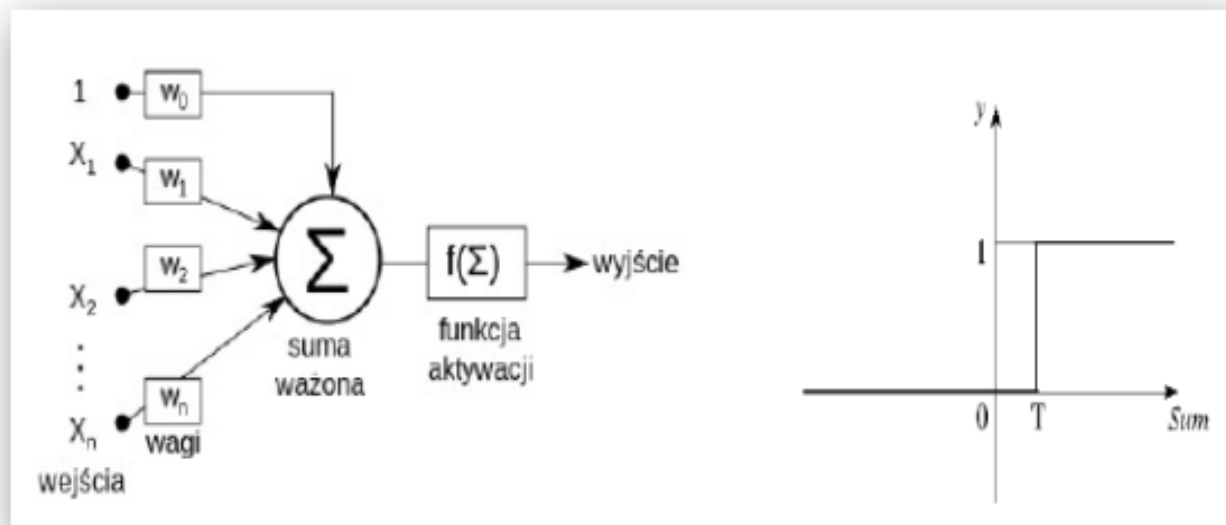 1
w0
X1
w1
w2
X2
Σ
f(Σ)
wyjście
suma
ważona
funkcja
aktywacji
wn
Xn
wagi
wejścia
y
1
0
T
Sum